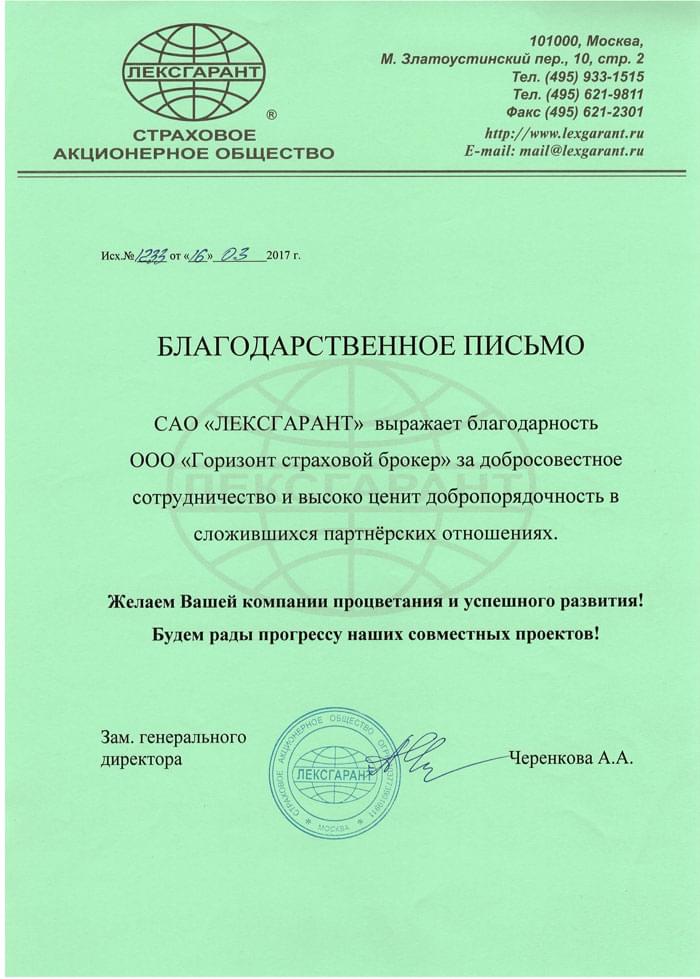 ЛЕКСГАРАНТ
®
СТРАХОВОЕ
АКЦИОНЕРНОЕ ОБЩЕСТВО
101000, Москва,
М. Златоустинский пер., 10, стр. 2
Тел. (495) 933-1515
Тел. (495) 621-9811
Факс (495) 621-2301
http://www.lexgarant.ru
E-mail: mail@lexgarant.ru
Исх.№ 1233 от «16» 03 2017 г.
БЛАГОДАРСТВЕННОЕ ПИСЬМО
САО «ЛЕКСГАРАНТ» выражает благодарность
ООО «Горизонт страховой брокер» за добросовестное
сотрудничество и высоко ценит добропорядочность в
сложившихся партнёрских отношениях.
ЛЕКСГАРАНТ
Желаем Вашей компании процветания и успешного развития!
Будем рады прогрессу наших совместных проектов!
Зам. генерального
директора
СТРАХОВОЕ АКЦИОНЕРНОЕ ОБЩЕСТВО ОГРН
ЛЕКСГАРАНТ
* МОСКВА *
Черенкова А.А.